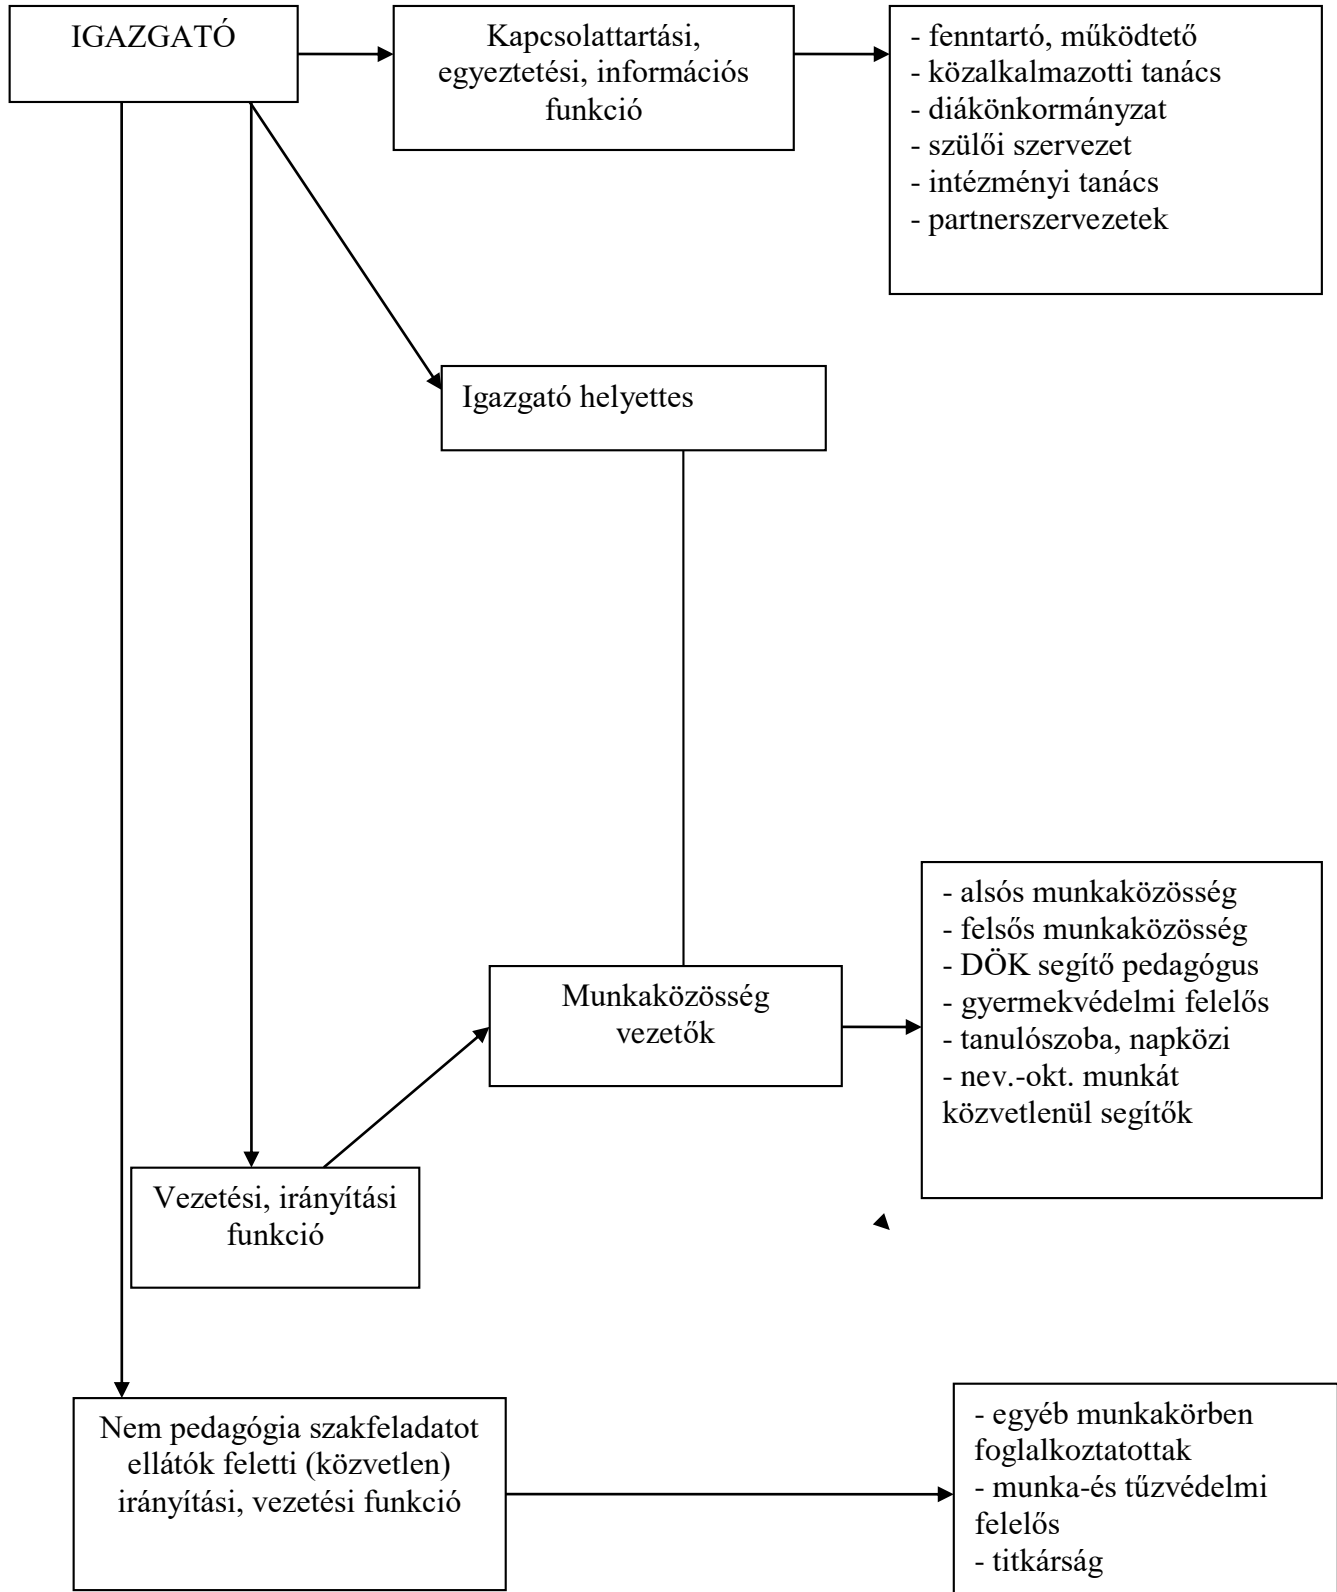 IGAZGATÓ
Kapcsolattartási,
egyeztetési, információs
funkció
- fenntartó, működtető
- közalkalmazotti tanács
- diákönkormányzat
- szülői szervezet
- intézményi tanács
- partnerszervezetek
Igazgató helyettes
- alsós munkaközösség
- felsős munkaközösség
- DÖK segítő pedagógus
- gyermekvédelmi felelős
- tanulószoba, napközi
- nev.-okt. munkát
közvetlenül segítők
Munkaközösség
vezetők
Vezetési, irányítási
funkció
Nem pedagógia szakfeladatot
ellátók feletti (közvetlen)
irányítási, vezetési funkció
- egyéb munkakörben
foglalkoztatottak
- munka-és tűzvédelmi
felelős
- titkárság